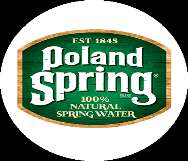 EST 1845
Poland
Spring®
100%
NATURAL
SPRING WATER